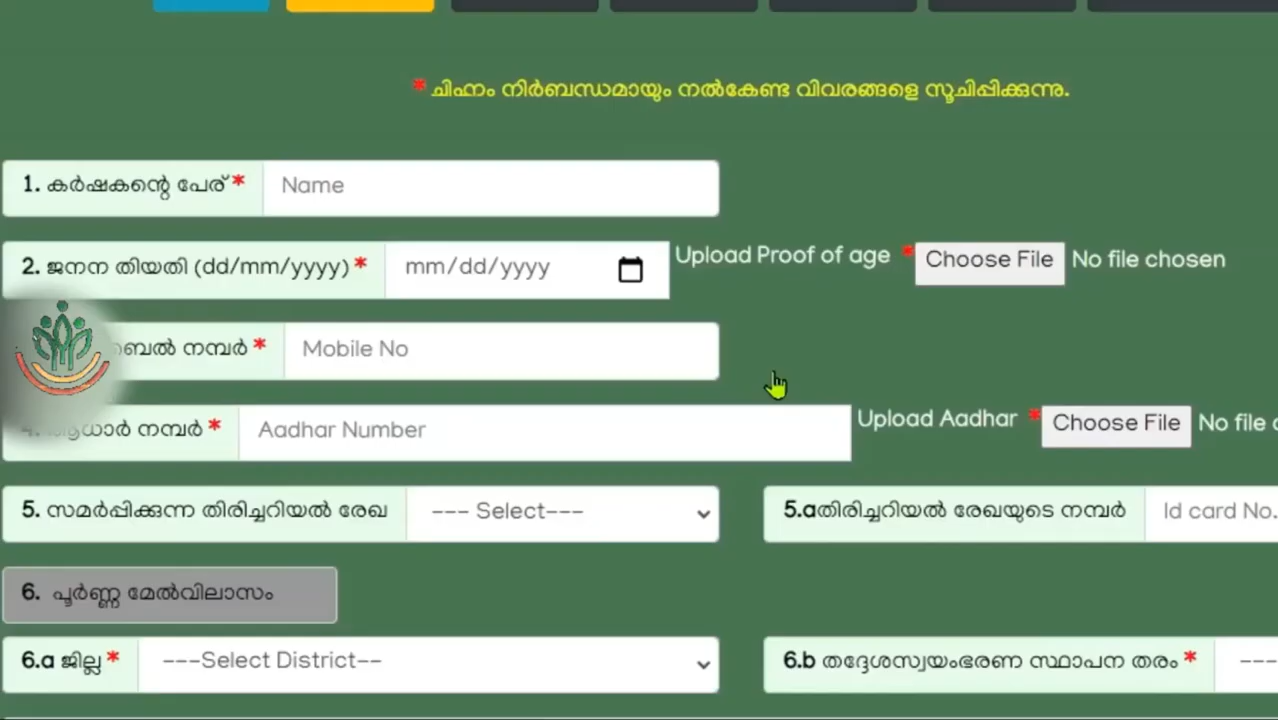 * ചിഹ്നം നിർബന്ധമായും നൽകേണ്ട വിവരങ്ങളെ സൂചിപ്പിക്കുന്നു.
1. കർഷകന്റെ പേര് * Name
2. ജനന തിയതി (dd/mm/yyyy) * mm/dd/yyyy Upload Proof of age * Choose File No file chosen
നമ്പർ * Mobile No
ആധാർ നമ്പർ * Aadhar Number Upload Aadhar * Choose File No file
5. സമർപ്പിക്കുന്ന തിരിച്ചറിയൽ രേഖ --- Select--- 5.aതിരിച്ചറിയൽ രേഖയുടെ നമ്പർ Id card No.
6. പൂർണ്ണ മേൽവിലാസം
6.a ജില്ല * ---Select District-- 6.b തദ്ദേശസ്വയംഭരണ സ്ഥാപന തരം * ---